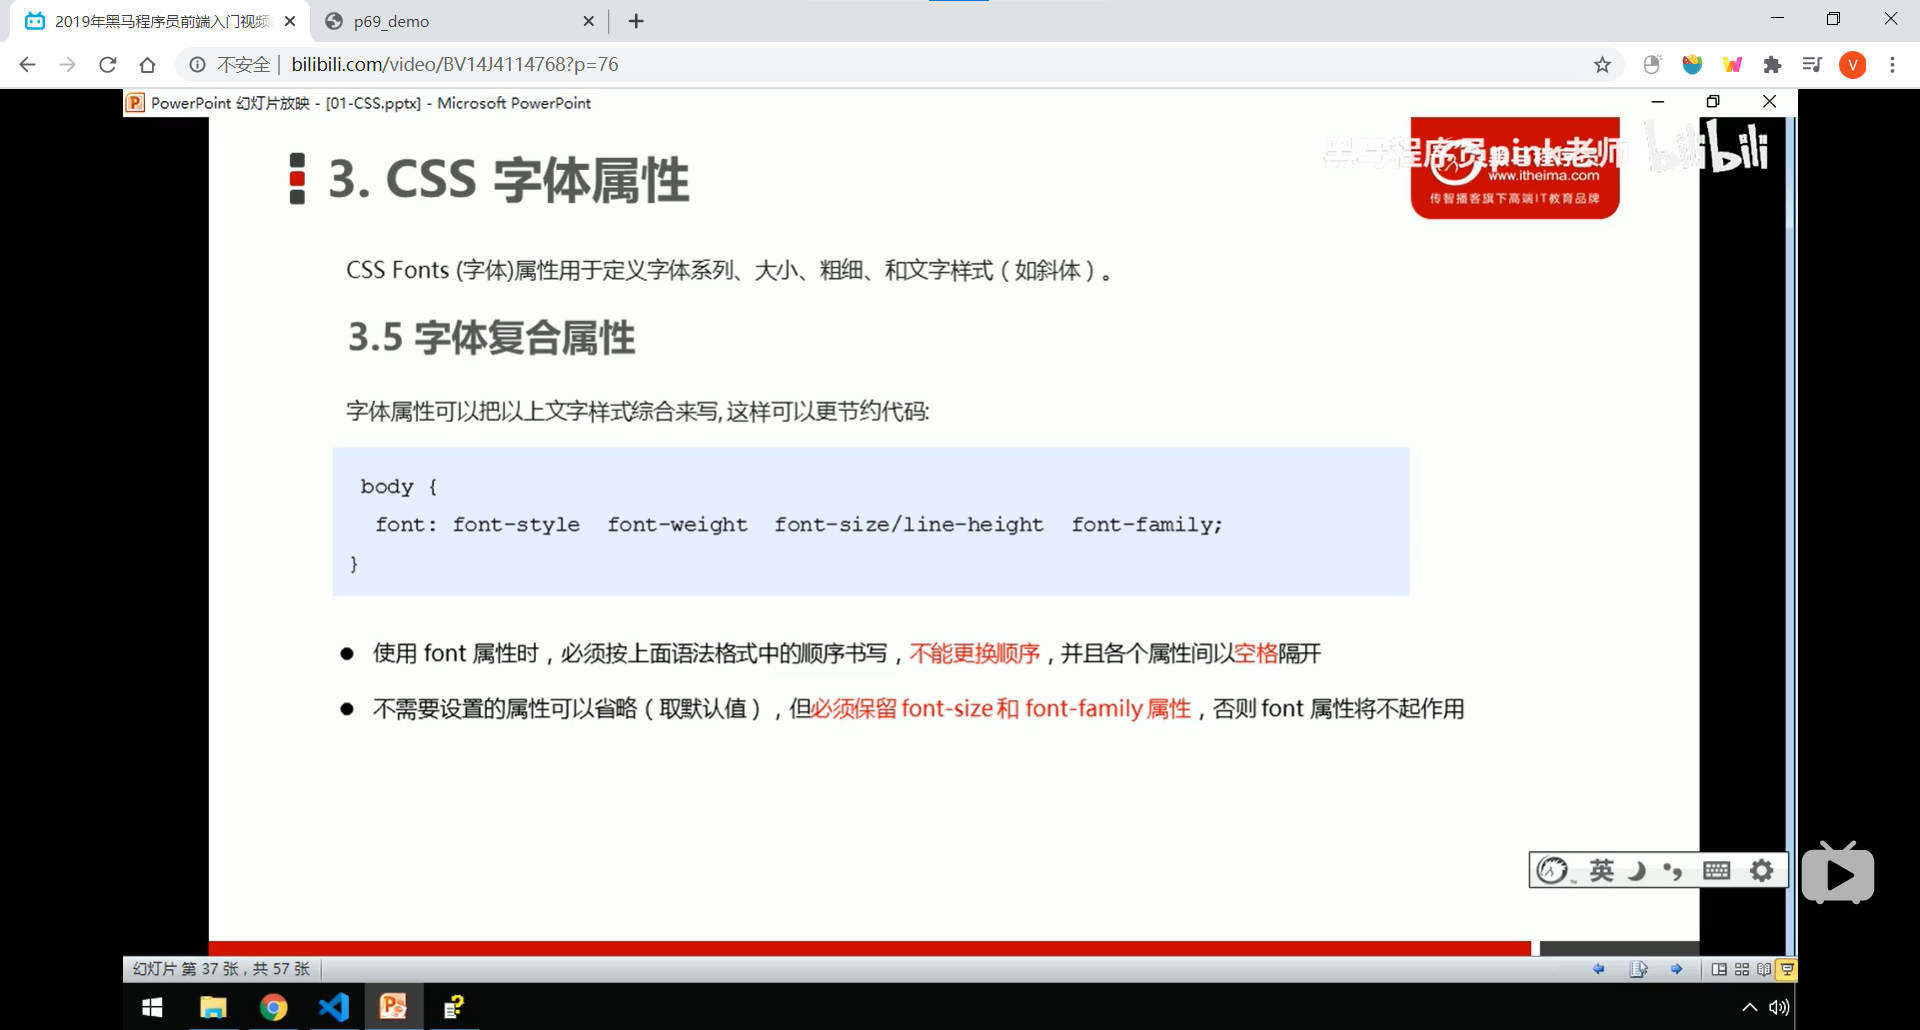 2019年黑马程序员前端入门视频
p69_demo
不安全 | bilibili.com/video/BV14J4114768?p=76
V
PowerPoint 幻灯片放映 - [01-CSS.pptx] - Microsoft PowerPoint
3. CSS 字体属性
黑马程序员pink老师
bilibili
www.itheima.com
传智播客旗下高端IT教育品牌
CSS Fonts (字体)属性用于定义字体系列、大小、粗细、和文字样式（如斜体）。
3.5 字体复合属性
字体属性可以把以上文字样式综合来写, 这样可以更节约代码:
body {
font: font-style font-weight font-size/line-height font-family;
}
● 使用 font 属性时，必须按上面语法格式中的顺序书写，不能更换顺序，并且各个属性间以空格隔开
● 不需要设置的属性可以省略（取默认值），但必须保留 font-size 和 font-family 属性，否则 font 属性将不起作用
英
幻灯片 第 37 张，共 57 张